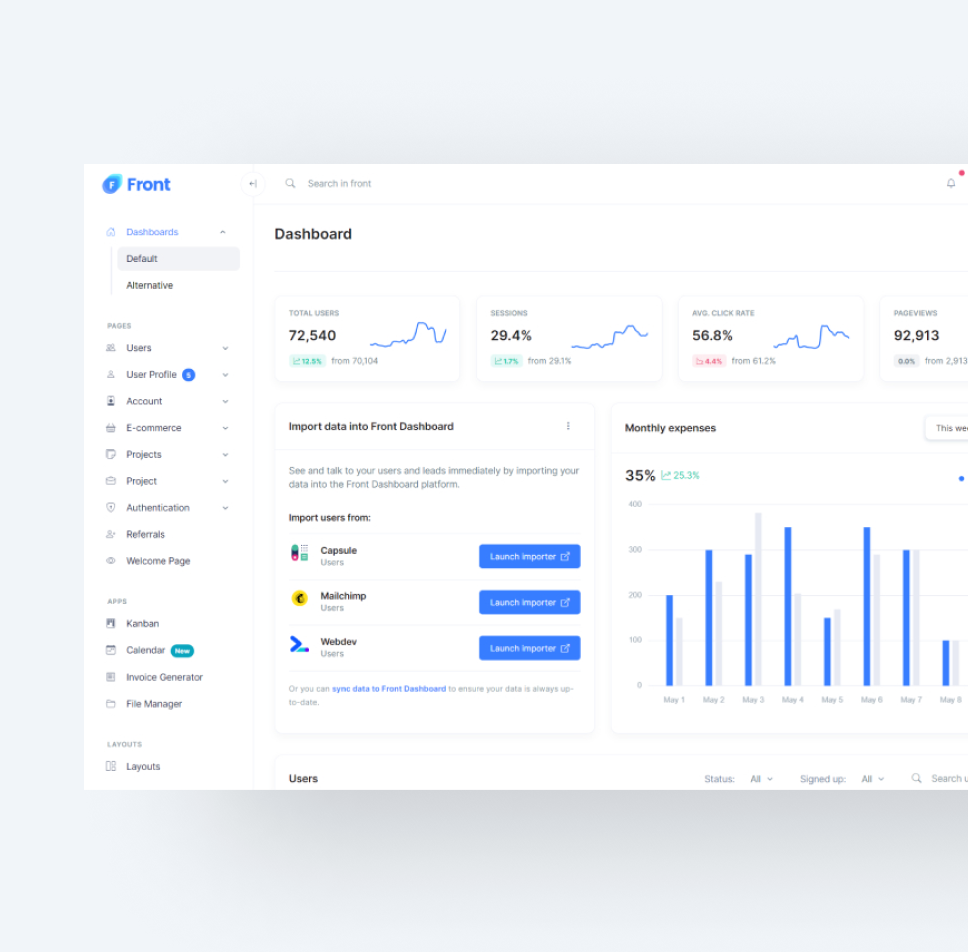 Front
Search in front
Dashboards
Default
Alternative
PAGES
Users
User Profile 5
Account
E-commerce
Projects
Project
Authentication
Referrals
Welcome Page
APPS
Kanban
Calendar New
Invoice Generator
File Manager
LAYOUTS
Layouts
Dashboard
TOTAL USERS
72,540
12.5% from 70,104
SESSIONS
29.4%
1.7% from 29.1%
AVG. CLICK RATE
56.8%
4.4% from 61.2%
PAGEVIEWS
92,913
0.0% from 2,913
Import data into Front Dashboard
See and talk to your users and leads immediately by importing your
data into the Front Dashboard platform.
Import users from:
Capsule
Users
Launch importer
Mailchimp
Users
Launch importer
Webdev
Users
Launch importer
Or you can sync data to Front Dashboard to ensure your data is always up-
to-date.
Monthly expenses
This wee
35% 25.3%
400
300
200
100
0
May 1 May 2 May 3 May 4 May 5 May 6 May 7 May 8
Users
Status: All Signed up: All Search u